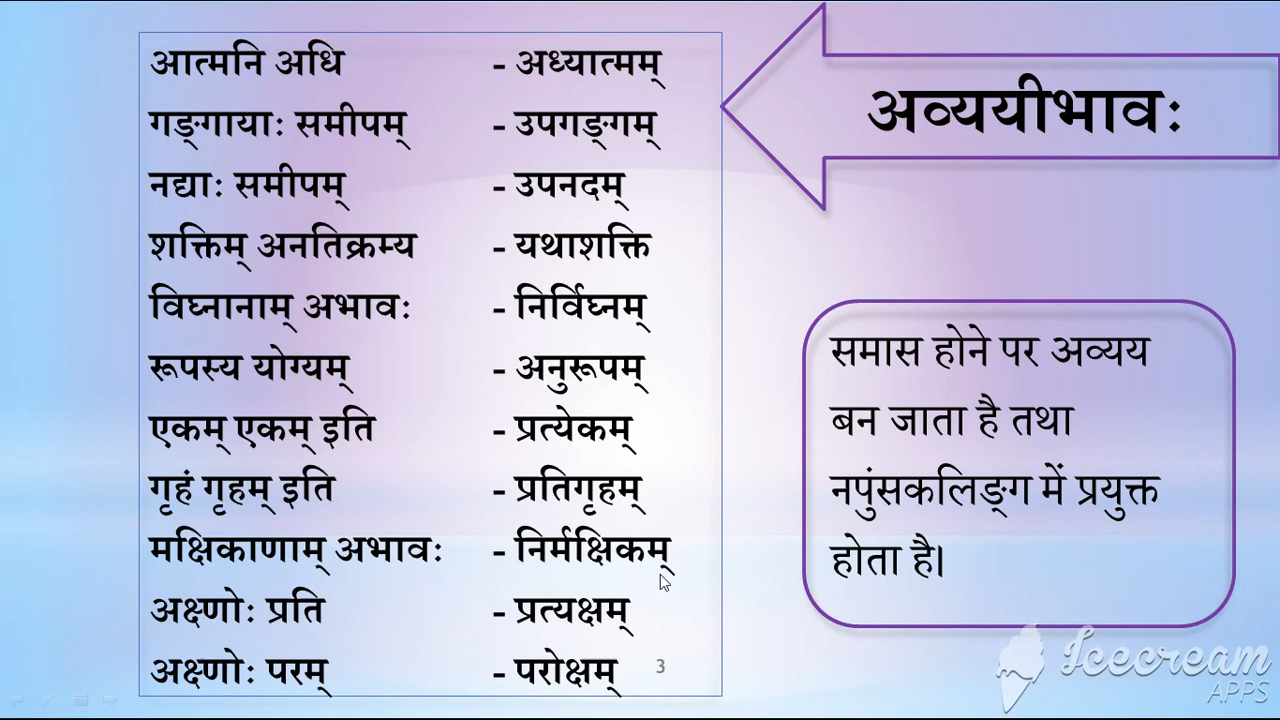 आत्मनि अधि - अध्यात्मम्
गङ्गायाः समीपम् - उपगङ्गम्
नद्याः समीपम् - उपनदम्
शक्तिम् अनतिक्रम्य - यथाशक्ति
विघ्नानाम् अभावः - निर्विघ्नम्
रूपस्य योग्यम् - अनुरूपम्
एकम् एकम् इति - प्रत्येकम्
गृहं गृहम् इति - प्रतिगृहम्
मक्षिकाणाम् अभावः - निर्मक्षिकम्
अक्ष्णोः प्रति - प्रत्यक्षम्
अक्ष्णोः परम् - परोक्षम्
3
अव्ययीभावः
समास होने पर अव्यय
बन जाता है तथा
नपुंसकलिङ्ग में प्रयुक्त
होता है।
Icecream
APPS